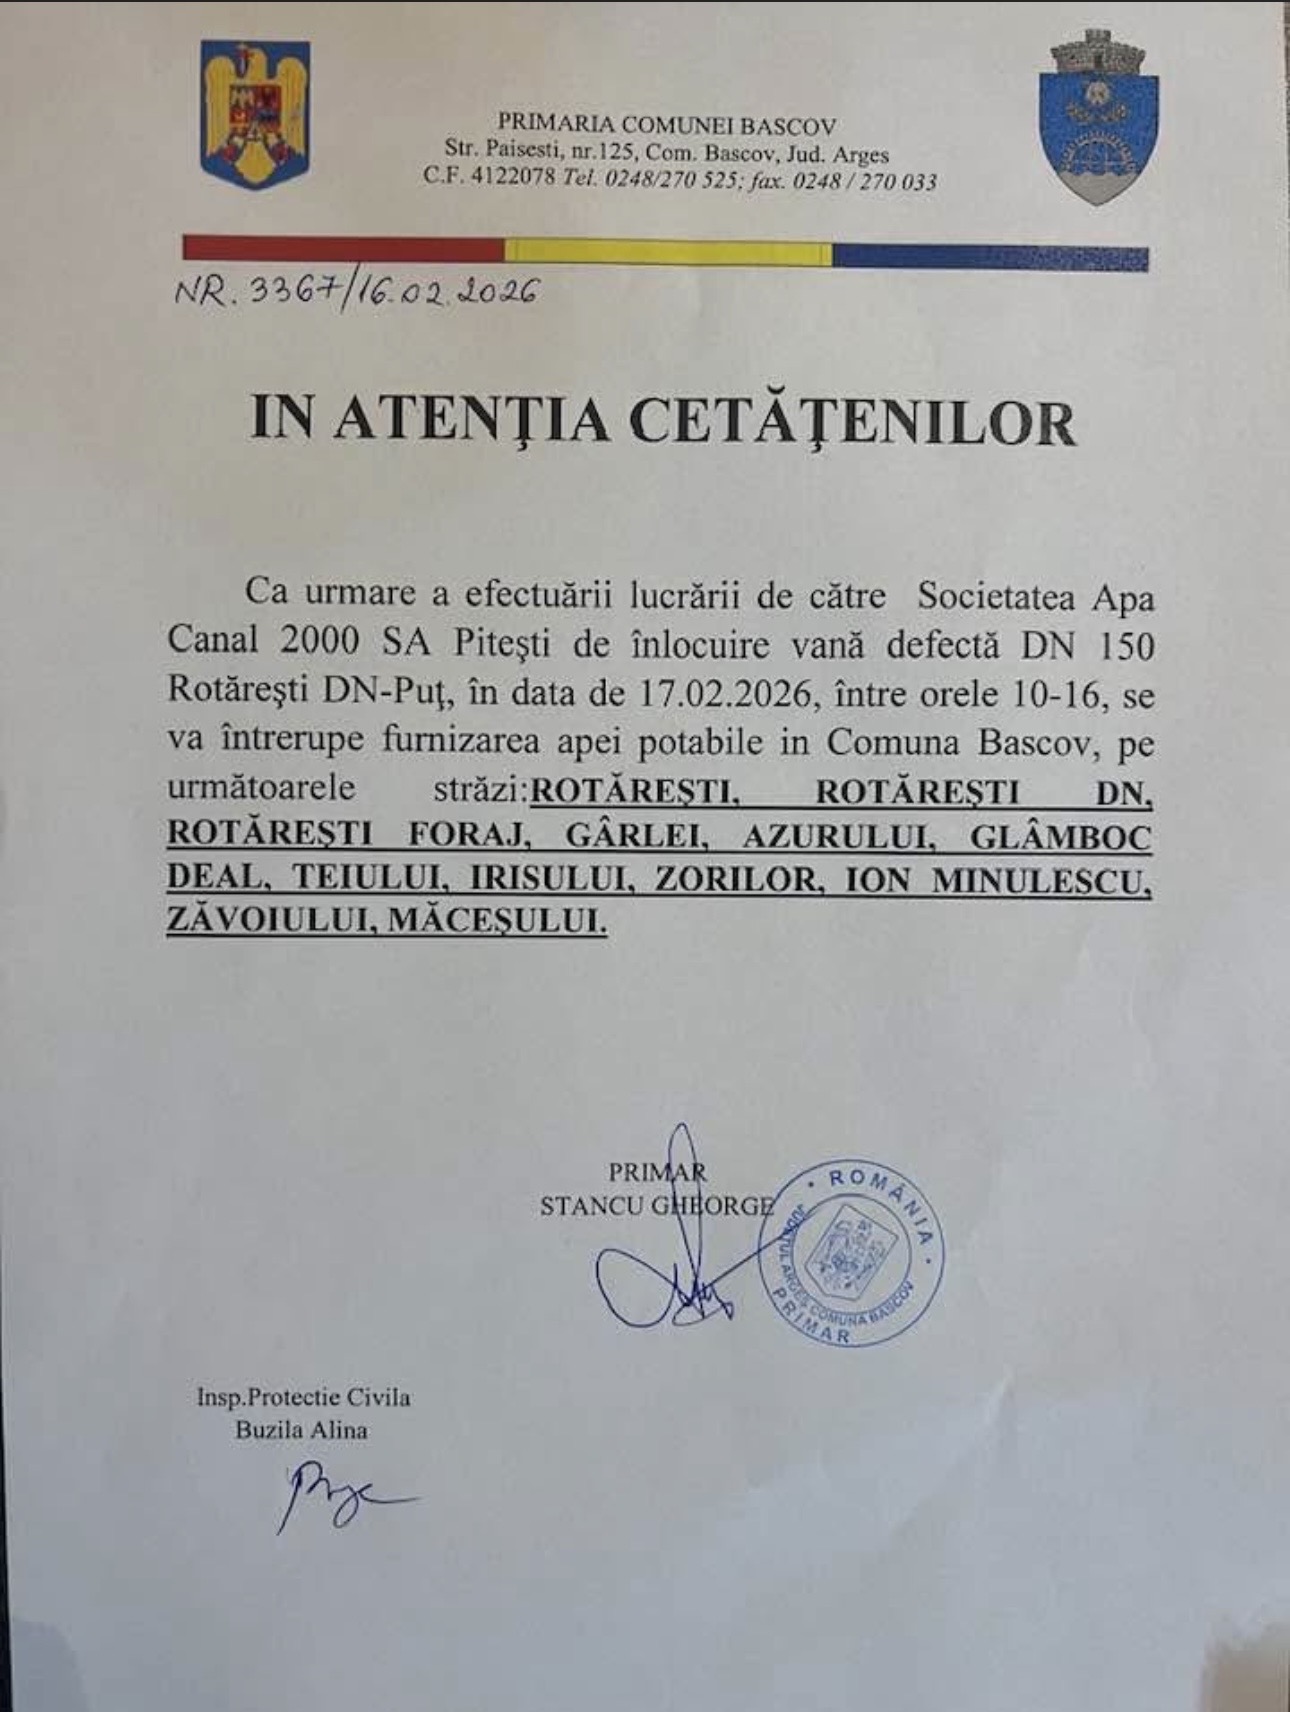 PRIMARIA COMUNEI BASCOV
Str. Paisesti, nr.125, Com. Bascov, Jud. Arges
C.F. 4122078 Tel. 0248/270 525; fax. 0248 / 270 033
NR. 3367/16.02.2026
IN ATENŢIA CETĂŢENILOR
Ca urmare a efectuării lucrării de către Societatea Apa
Canal 2000 SA Piteşti de înlocuire vană defectă DN 150
Rotăreşti DN-Puţ, în data de 17.02.2026, între orele 10-16, se
va întrerupe furnizarea apei potabile in Comuna Bascov, pe
următoarele străzi:ROTĂREŞTI, ROTĂREŞTI DN,
ROTĂREŞTI FORAJ, GÂRLEI, AZURULUI, GLÂMBOC
DEAL, TEIULUI, IRISULUI, ZORILOR, ION MINULESCU,
ZĂVOIULUI, MĂCEŞULUI.
PRIMAR
STANCU GHEORGE
• ROMÂNIA •
JUDEŢUL ARGEŞ COMUNA BASCOV
PRIMAR
Insp.Protectie Civila
Buzila Alina